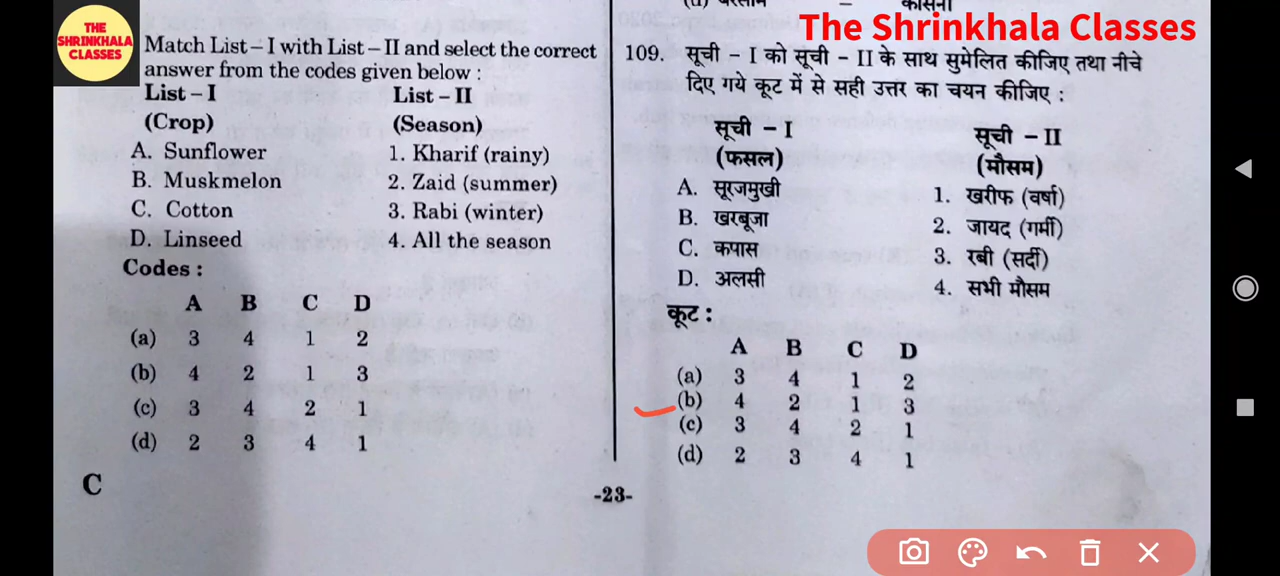 (ii) बरसीम – कासनी
The Shrinkhala Classes
THE
SHRINKHALA
CLASSES
Match List – I with List – II and select the correct
answer from the codes given below :
List – I List – II
(Crop) (Season)
A. Sunflower 1. Kharif (rainy)
B. Muskmelon 2. Zaid (summer)
C. Cotton 3. Rabi (winter)
D. Linseed 4. All the season
Codes :
A B C D
(a) 3 4 1 2
(b) 4 2 1 3
(c) 3 4 2 1
(d) 2 3 4 1
C
109. सूची – I को सूची – II के साथ सुमेलित कीजिए तथा नीचे
दिए गये कूट में से सही उत्तर का चयन कीजिए :
सूची – I सूची – II
(फसल) (मौसम)
A. सूरजमुखी 1. खरीफ (वर्षा)
B. खरबूजा 2. जायद (गर्मी)
C. कपास 3. रबी (सर्दी)
D. अलसी 4. सभी मौसम
कूट :
A B C D
(a) 3 4 1 2
(b) 4 2 1 3
(c) 3 4 2 1
(d) 2 3 4 1
-23-